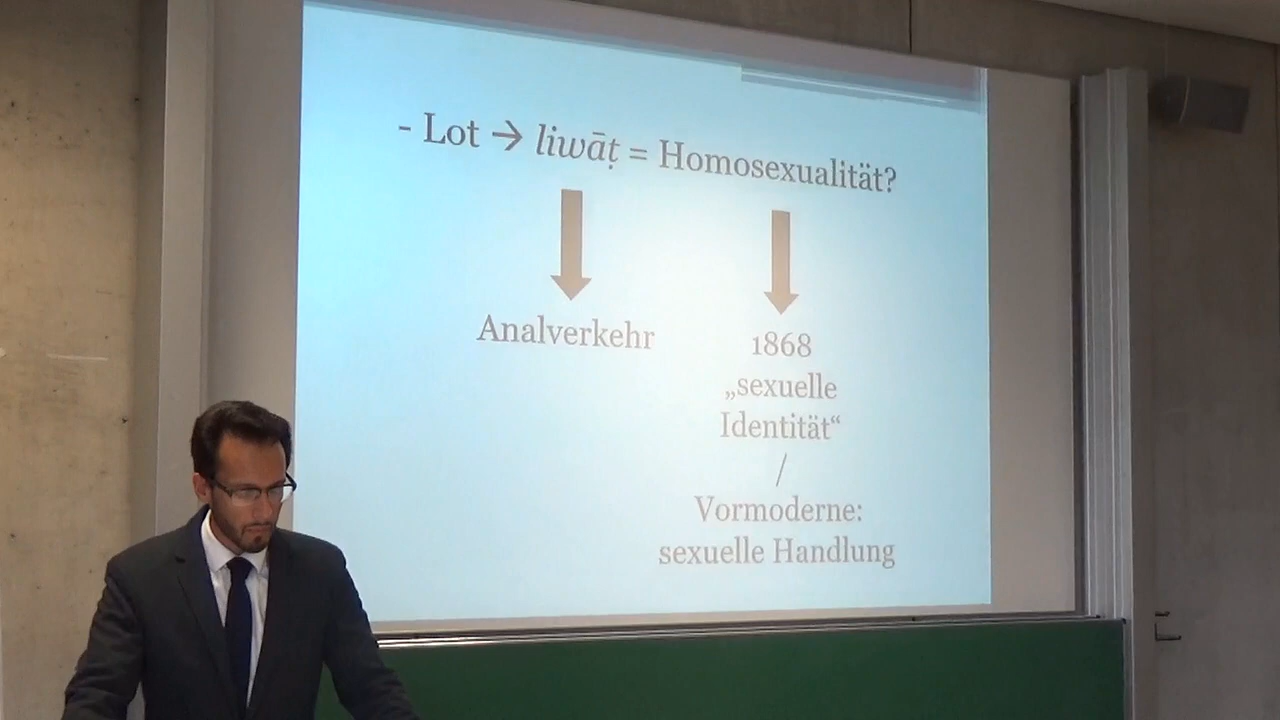 - Lot → liwāṭ = Homosexualität?
Analverkehr
1868
„sexuelle
Identität“
/
Vormoderne:
sexuelle Handlung